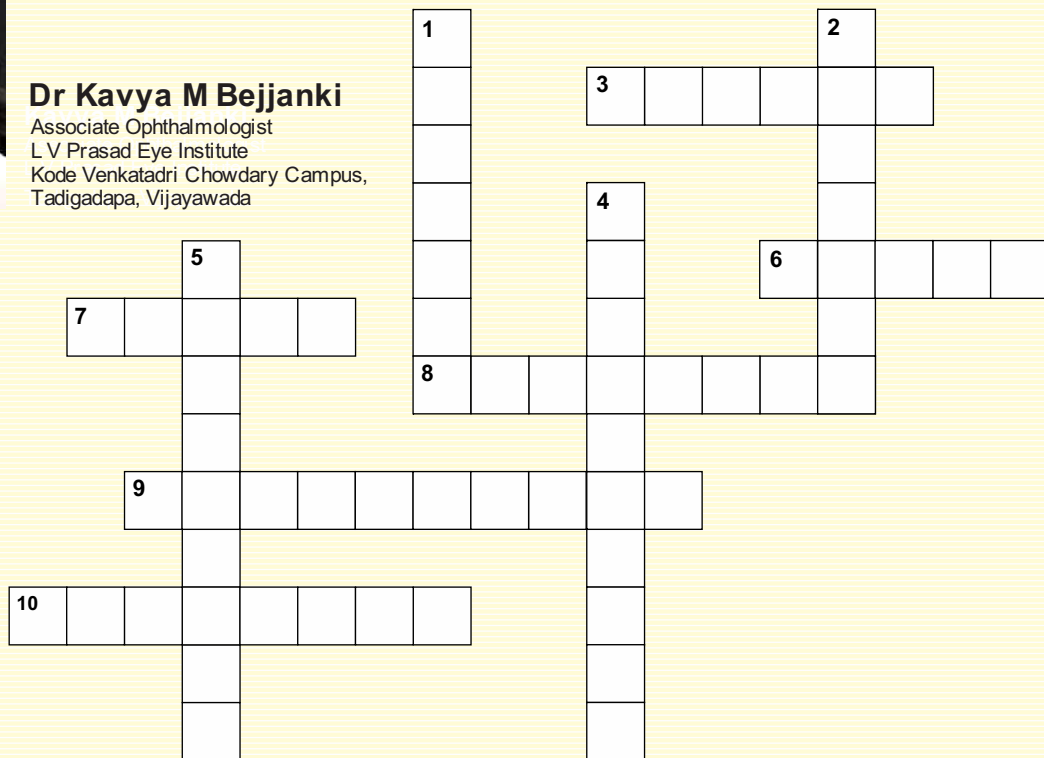 1
2
Dr Kavya M Bejjanki
3
Associate Ophthalmologist
L V Prasad Eye Institute
Kode Venkatadri Chowdary Campus,
Tadigadapa, Vijayawada
4
5
6
7
8
9
10